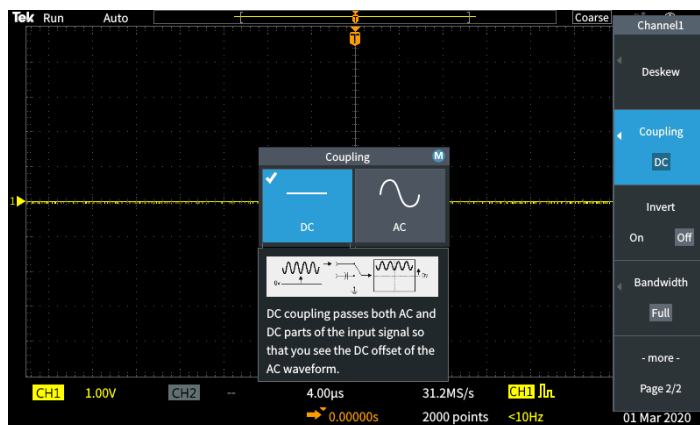 Tek Run Auto Coarse
Channel1
Deskew
Coupling
DC
Invert
On Off
Bandwidth
Full
- more -
Page 2/2
T
T
1
Coupling M
DC AC
0v 0v
DC coupling passes both AC and
DC parts of the input signal so
that you see the DC offset of the
AC waveform.
CH1 1.00V CH2 -- 4.00µs 31.2MS/s CH1
0.00000s 2000 points <10Hz 01 Mar 2020